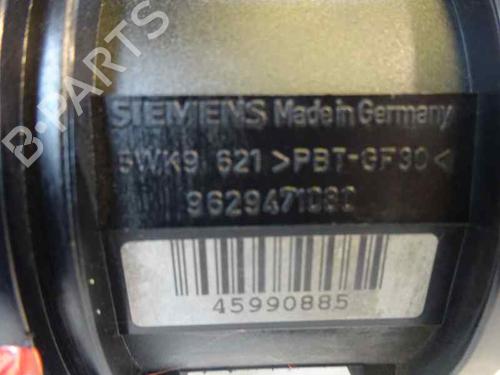 SIEMENS Made in Germany
5WK9 621 >PBT-GF30<
9629471080
45990885
B-PARTS